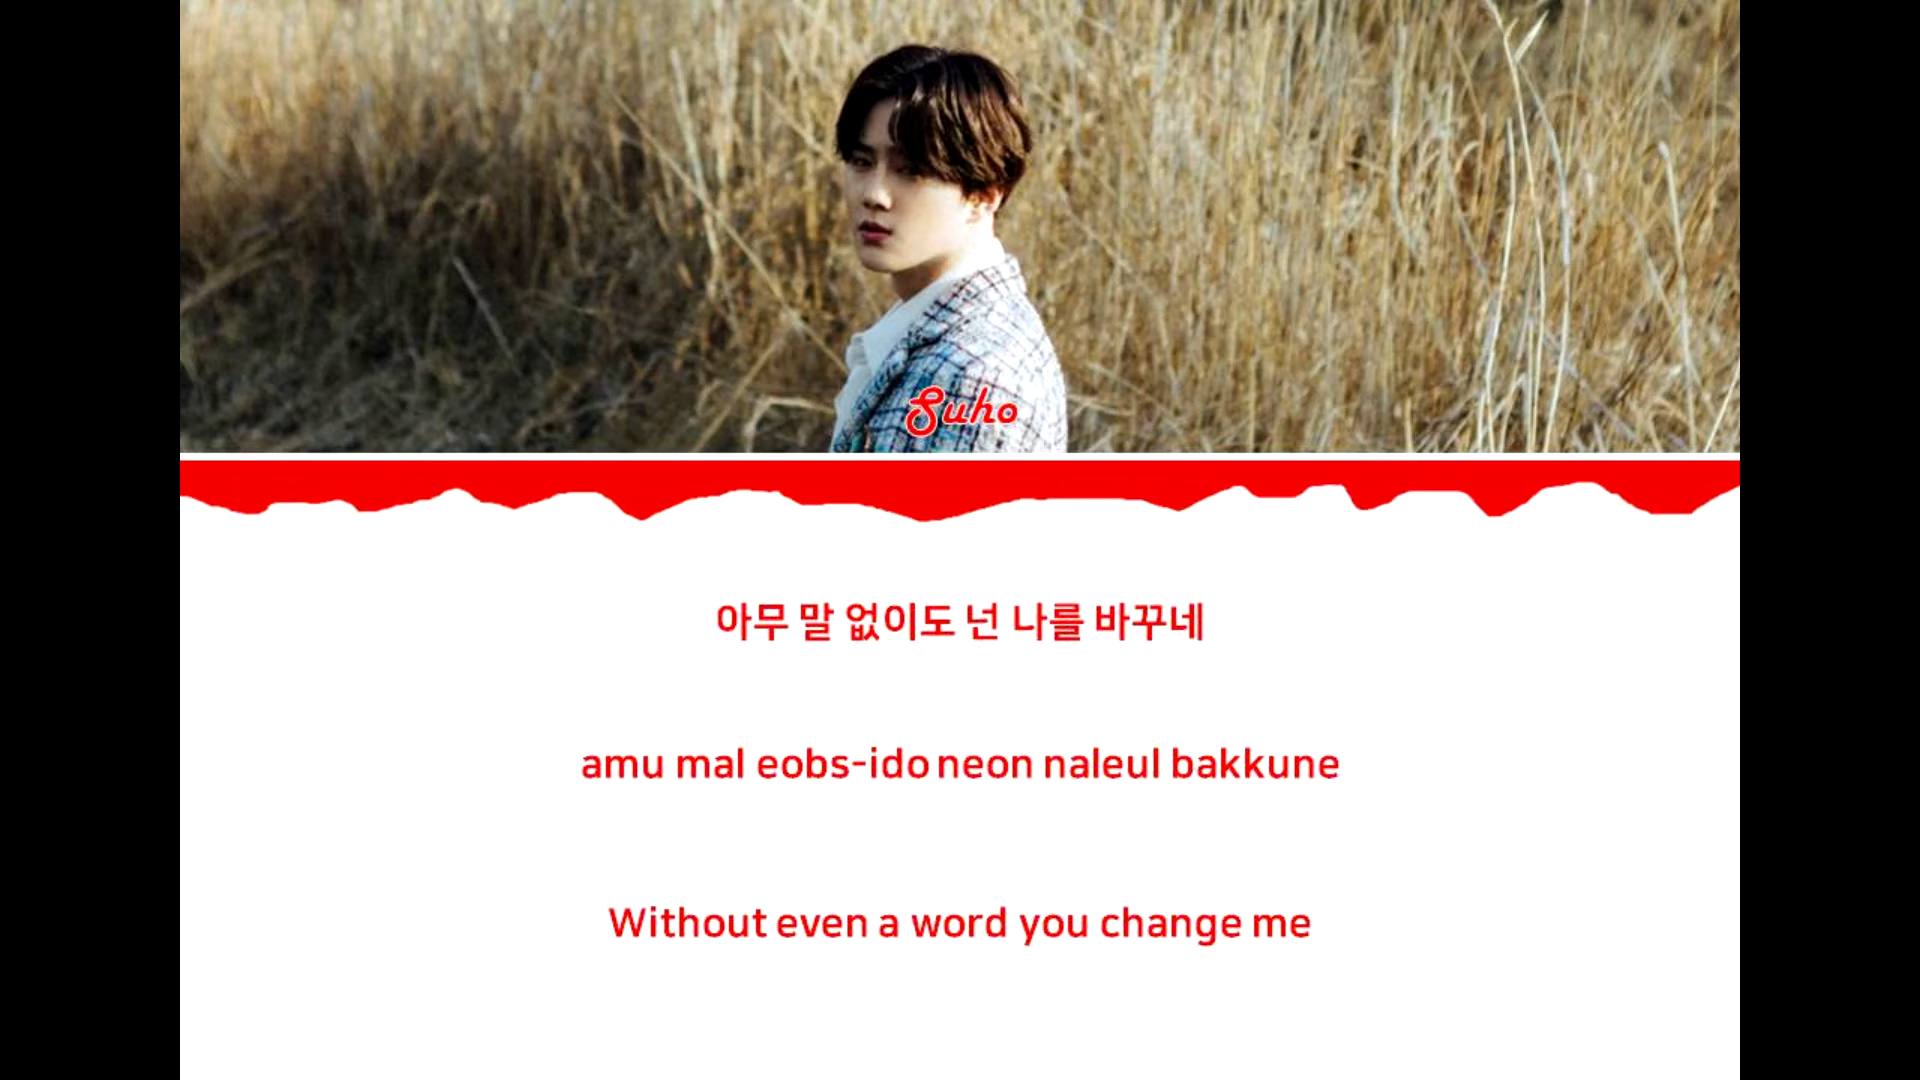 Suho
아무 말 없이도 넌 나를 바꾸네
amu mal eobs-ido neon naleul bakkune
Without even a word you change me